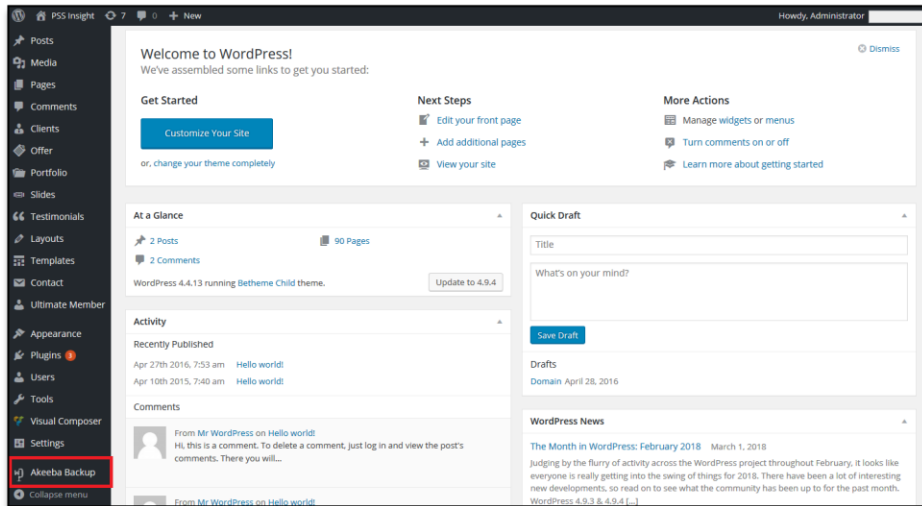 PSS Insight 7 0 + New Howdy, Administrator
Posts
Media
Pages
Comments
Clients
Offer
Portfolio
Slides
Testimonials
Layouts
Templates
Contact
Ultimate Member
Appearance
Plugins 3
Users
Tools
Visual Composer
Settings
Akeeba Backup
Collapse menu
Welcome to WordPress!
We've assembled some links to get you started:
Dismiss
Get Started
Customize Your Site
or, change your theme completely
Next Steps
Edit your front page
Add additional pages
View your site
More Actions
Manage widgets or menus
Turn comments on or off
Learn more about getting started
At a Glance
2 Posts 90 Pages
2 Comments
WordPress 4.4.13 running Betheme Child theme. Update to 4.9.4
Activity
Recently Published
Apr 27th 2016, 7:53 am Hello world!
Apr 10th 2015, 7:40 am Hello world!
Comments
From Mr WordPress on Hello world!
Hi, this is a comment. To delete a comment, just log in and view the post's
comments. There you will...
From Mr WordPress on Hello world!
Quick Draft
Title
What's on your mind?
Save Draft
Drafts
Domain April 28, 2016
WordPress News
The Month in WordPress: February 2018 March 1, 2018
Judging by the flurry of activity across the WordPress project throughout February, it looks like
everyone is really getting into the swing of things for 2018. There have been a lot of interesting
new developments, so read on to see what the community has been up to for the past month.
WordPress 4.9.3 & 4.9.4 [...]